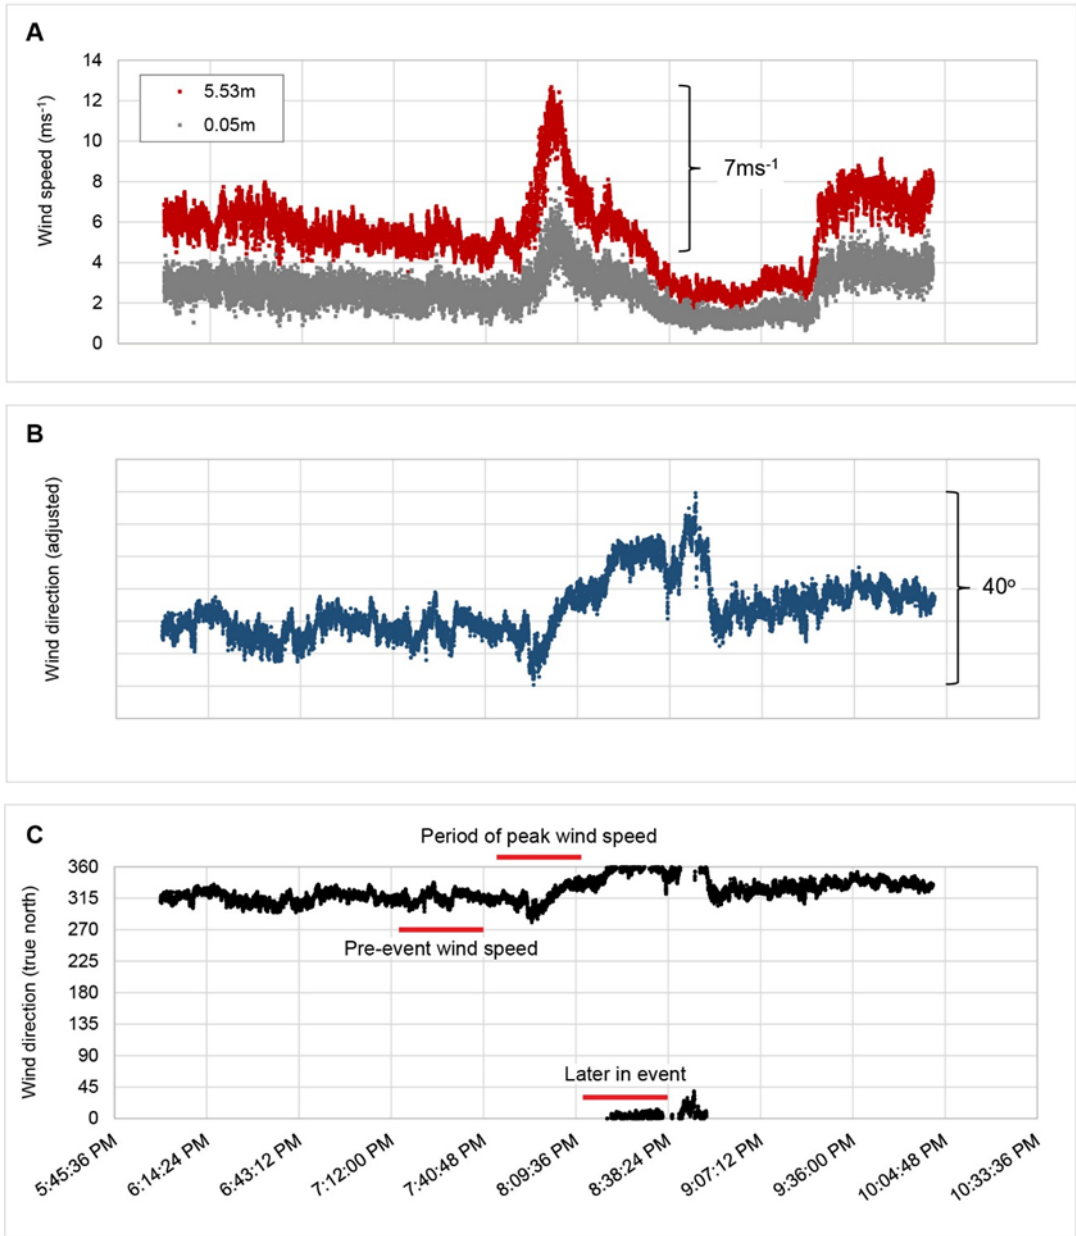 A
Wind speed (ms⁻¹)
14
12
10
8
6
4
2
0
5.53m
0.05m
7ms⁻¹
B
Wind direction (adjusted)
40º
C
Wind direction (true north)
Period of peak wind speed
360
315
270
225
180
135
90
45
0
Pre-event wind speed
Later in event
5:45:36 PM
6:14:24 PM
6:43:12 PM
7:12:00 PM
7:40:48 PM
8:09:36 PM
8:38:24 PM
9:07:12 PM
9:36:00 PM
10:04:48 PM
10:33:36 PM